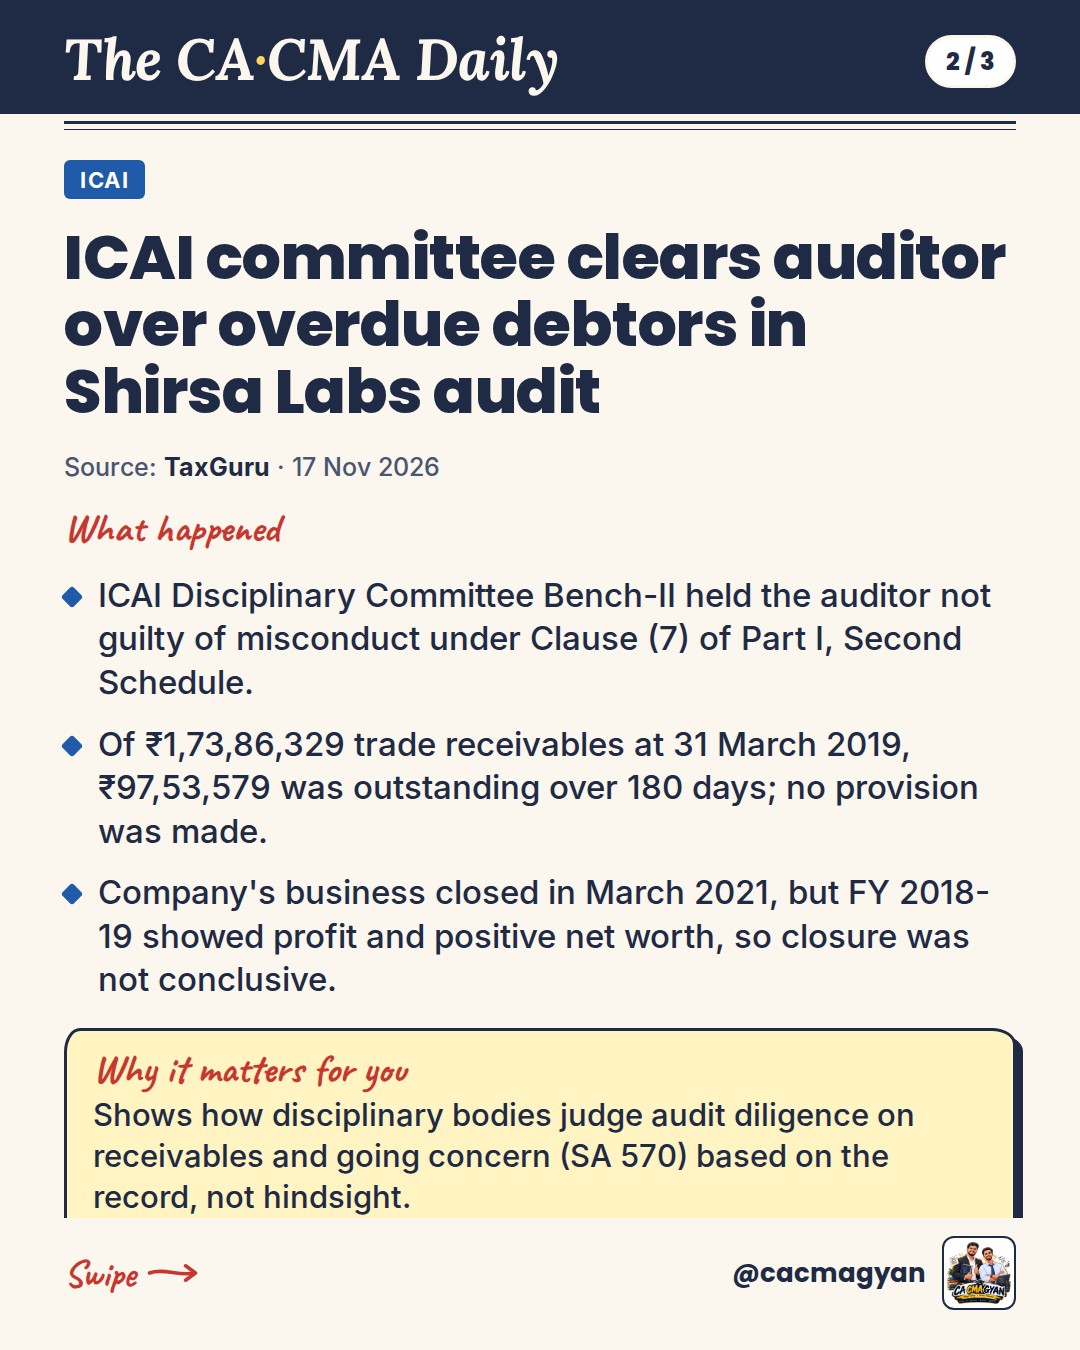 The CA·CMA Daily
2/3
ICAI
ICAI committee clears auditor
over overdue debtors in
Shirsa Labs audit
Source: TaxGuru · 17 Nov 2026
What happened
ICAI Disciplinary Committee Bench-II held the auditor not
guilty of misconduct under Clause (7) of Part I, Second
Schedule.
Of ₹1,73,86,329 trade receivables at 31 March 2019,
₹97,53,579 was outstanding over 180 days; no provision
was made.
Company's business closed in March 2021, but FY 2018-
19 showed profit and positive net worth, so closure was
not conclusive.
Why it matters for you
Shows how disciplinary bodies judge audit diligence on
receivables and going concern (SA 570) based on the
record, not hindsight.
Swipe
@cacmagyan
CA CMA GYAN